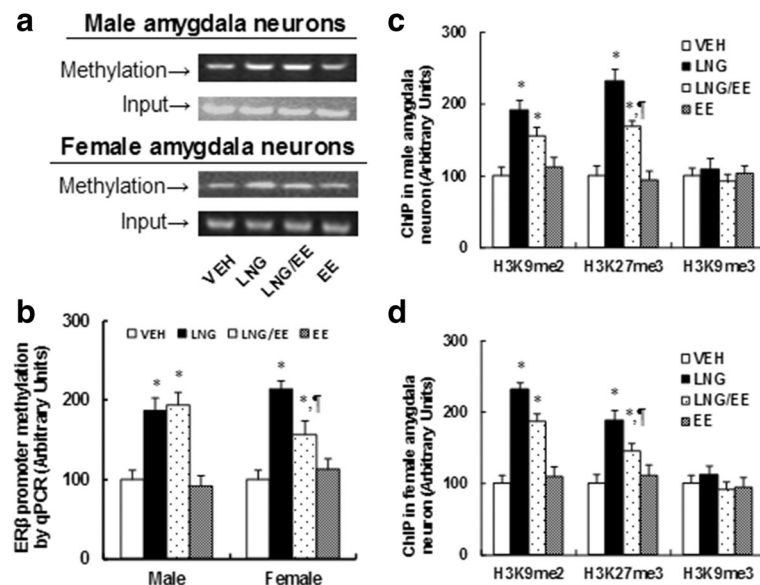 a
Male amygdala neurons
Methylation→
Input→
Female amygdala neurons
Methylation→
Input→
VEH
LNG
LNG/EE
EE
b
300
200
100
0
ERβ promoter methylation
by qPCR (Arbitrary Units)
VEH LNG LNG/EE EE
* * * *,¶
Male Female
c
300
200
100
0
ChIP in male amygdala
neuron (Arbitrary Units)
VEH
LNG
LNG/EE
EE
* * * *,¶
H3K9me2 H3K27me3 H3K9me3
d
300
200
100
0
ChIP in female amygdala
neuron (Arbitrary Units)
VEH
LNG
LNG/EE
EE
* * * *,¶
H3K9me2 H3K27me3 H3K9me3